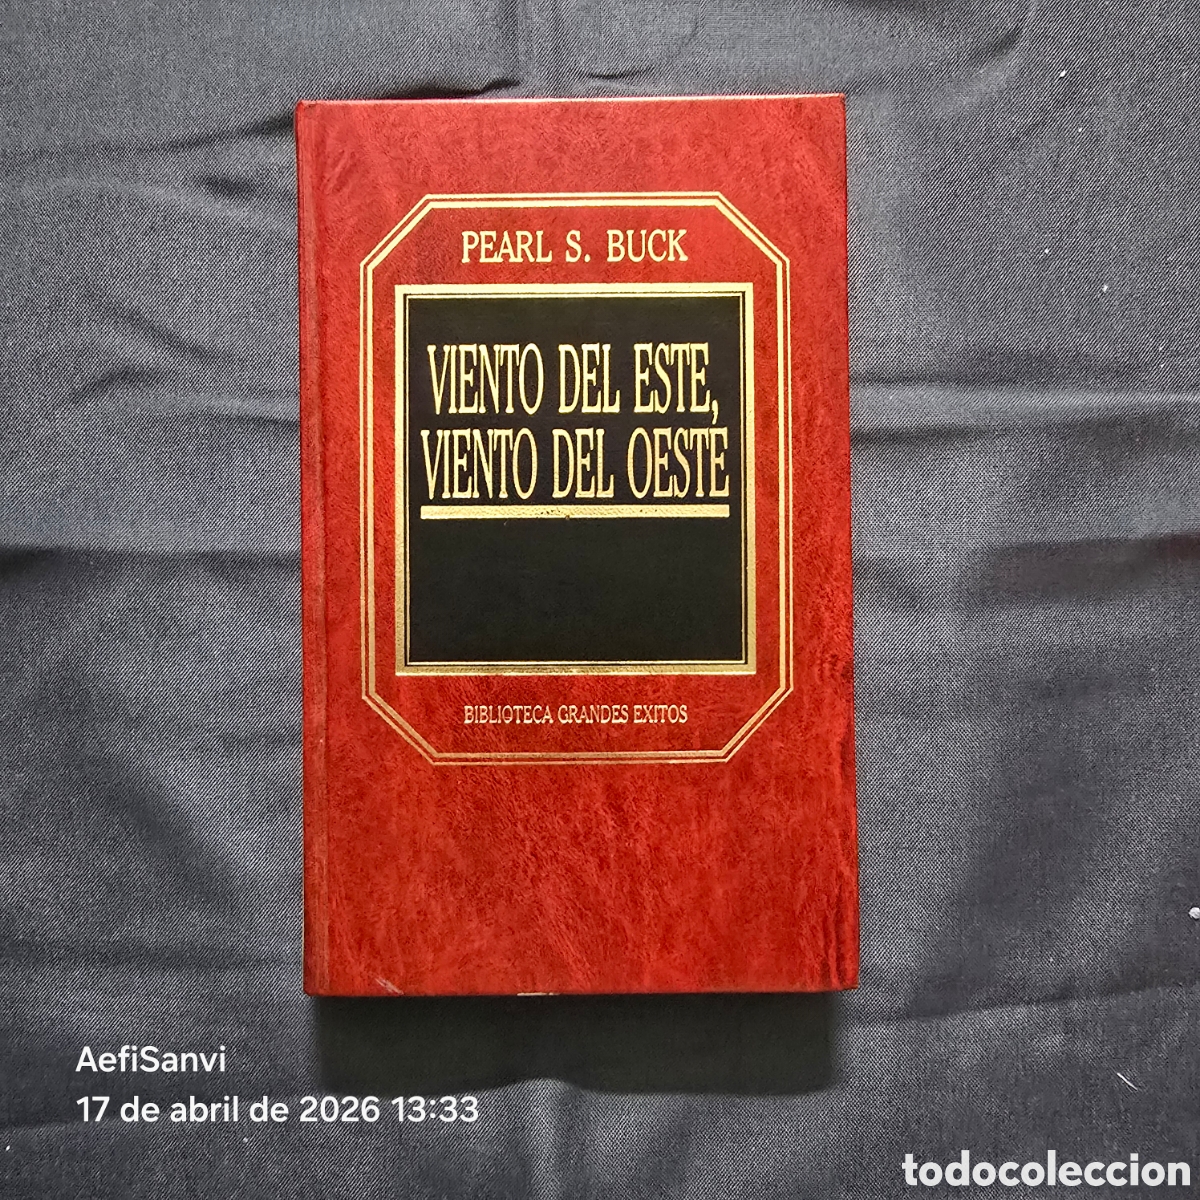 PEARL S. BUCK
VIENTO DEL ESTE,
VIENTO DEL OESTE
BIBLIOTECA GRANDES EXITOS
AefiSanvi
17 de abril de 2026 13:33
todocoleccion